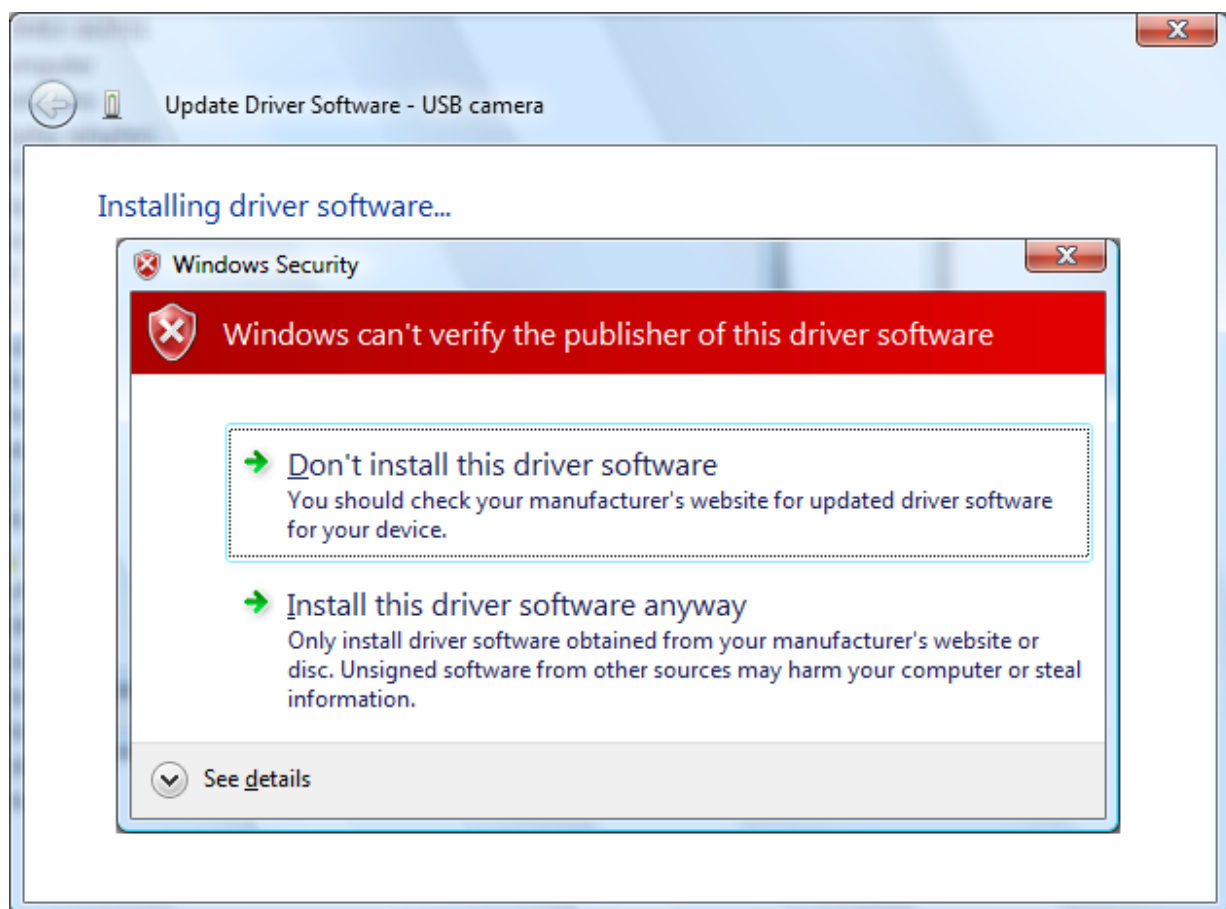 Update Driver Software - USB camera
Installing driver software...
Windows Security
Windows can't verify the publisher of this driver software
Don't install this driver software
You should check your manufacturer's website for updated driver software
for your device.
Install this driver software anyway
Only install driver software obtained from your manufacturer's website or
disc. Unsigned software from other sources may harm your computer or steal
information.
See details